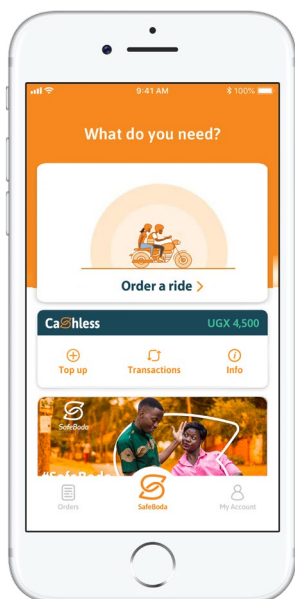 9:41 AM 100%
What do you need?
Order a ride >
Cashless UGX 4,500
Top up Transactions Info
SafeBoda
#SafeBoda
Orders SafeBoda My Account